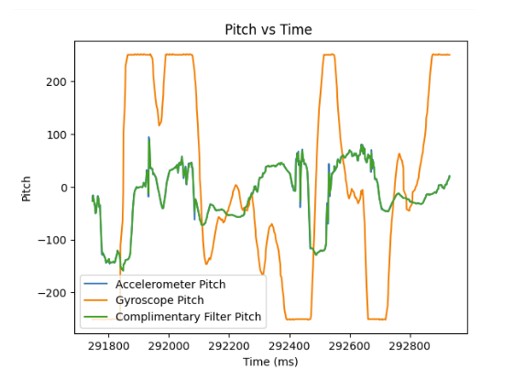 Pitch vs Time
200
100
0
−100
−200
Pitch
Accelerometer Pitch
Gyroscope Pitch
Complimentary Filter Pitch
291800 292000 292200 292400 292600 292800
Time (ms)